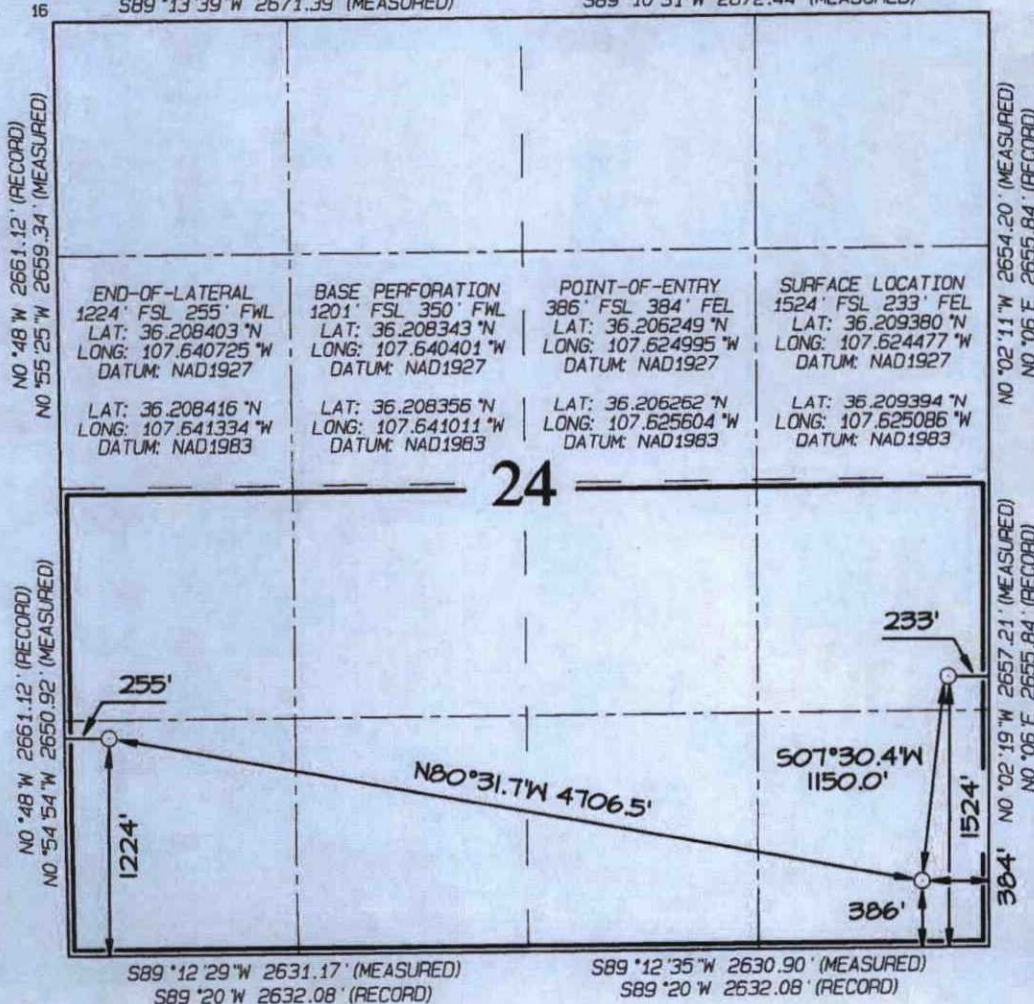 16
S89°13'39"W 2671.39' (MEASURED)
S89°10'31"W 2672.44' (MEASURED)
N0°48'W 2661.12' (RECORD)
N0°55'25"W 2659.34' (MEASURED)
N0°02'11"W 2654.20' (MEASURED)
N0°06'E 2655.84' (RECORD)
END-OF-LATERAL
1224' FSL 255' FWL
LAT: 36.208403°N
LONG: 107.640725°W
DATUM: NAD1927
LAT: 36.208416°N
LONG: 107.641334°W
DATUM: NAD1983
BASE PERFORATION
1201' FSL 350' FWL
LAT: 36.208343°N
LONG: 107.640401°W
DATUM: NAD1927
LAT: 36.208356°N
LONG: 107.641011°W
DATUM: NAD1983
POINT-OF-ENTRY
386' FSL 384' FEL
LAT: 36.206249°N
LONG: 107.624995°W
DATUM: NAD1927
LAT: 36.206262°N
LONG: 107.625604°W
DATUM: NAD1983
SURFACE LOCATION
1524' FSL 233' FEL
LAT: 36.209380°N
LONG: 107.624477°W
DATUM: NAD1927
LAT: 36.209394°N
LONG: 107.625086°W
DATUM: NAD1983
24
N0°48'W 2661.12' (RECORD)
N0°54'54"W 2650.92' (MEASURED)
255'
1224'
N80°31.7'W 4706.5'
233'
S07°30.4'W
1150.0'
1524'
386'
384'
N0°02'19"W 2657.21' (MEASURED)
N0°06'E 2655.84' (RECORD)
S89°12'29"W 2631.17' (MEASURED)
S89°20'W 2632.08' (RECORD)
S89°12'35"W 2630.90' (MEASURED)
S89°20'W 2632.08' (RECORD)